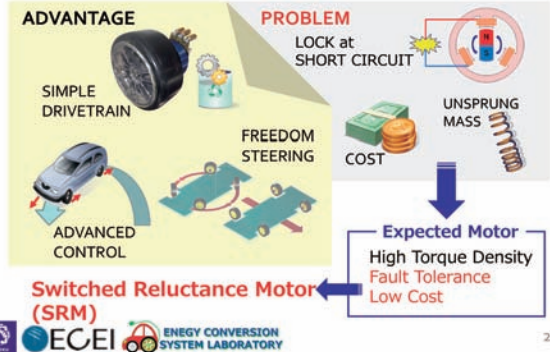 ADVANTAGE
SIMPLE
DRIVETRAIN
FREEDOM
STEERING
ADVANCED
CONTROL
PROBLEM
LOCK at
SHORT CIRCUIT
N
S
COST
UNSPRUNG
MASS
Expected Motor
High Torque Density
Fault Tolerance
Low Cost
Switched Reluctance Motor
(SRM)
ECEI
ENEGY CONVERSION
SYSTEM LABORATORY
2